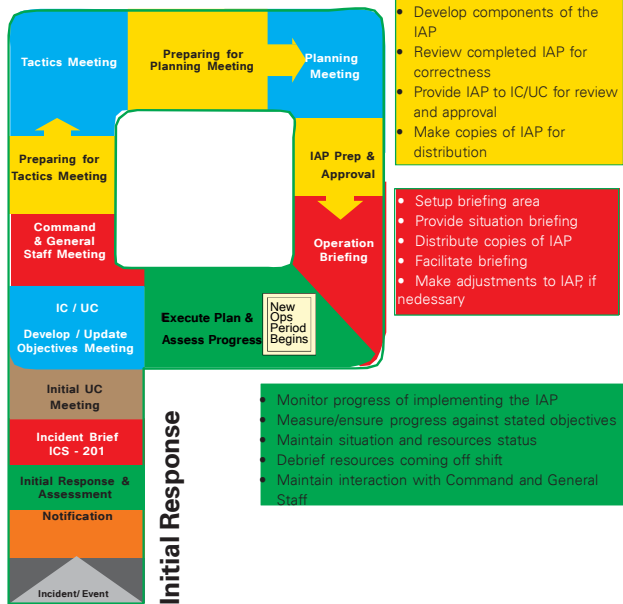 Tactics Meeting
Preparing for
Planning Meeting
Planning
Meeting
Preparing for
Tactics Meeting
IAP Prep &
Approval
Command
& General
Staff Meeting
Operation
Briefing
IC / UC
Develop / Update
Objectives Meeting
Execute Plan &
Assess Progress
New
Ops
Period
Begins
Initial UC
Meeting
Incident Brief
ICS - 201
Initial Response &
Assessment
Notification
Incident/ Event
Initial Response
• Develop components of the
IAP
• Review completed IAP for
correctness
• Provide IAP to IC/UC for review
and approval
• Make copies of IAP for
distribution
• Setup briefing area
• Provide situation briefing
• Distribute copies of IAP
• Facilitate briefing
• Make adjustments to IAP, if
nedessary
• Monitor progress of implementing the IAP
• Measure/ensure progress against stated objectives
• Maintain situation and resources status
• Debrief resources coming off shift
• Maintain interaction with Command and General
Staff